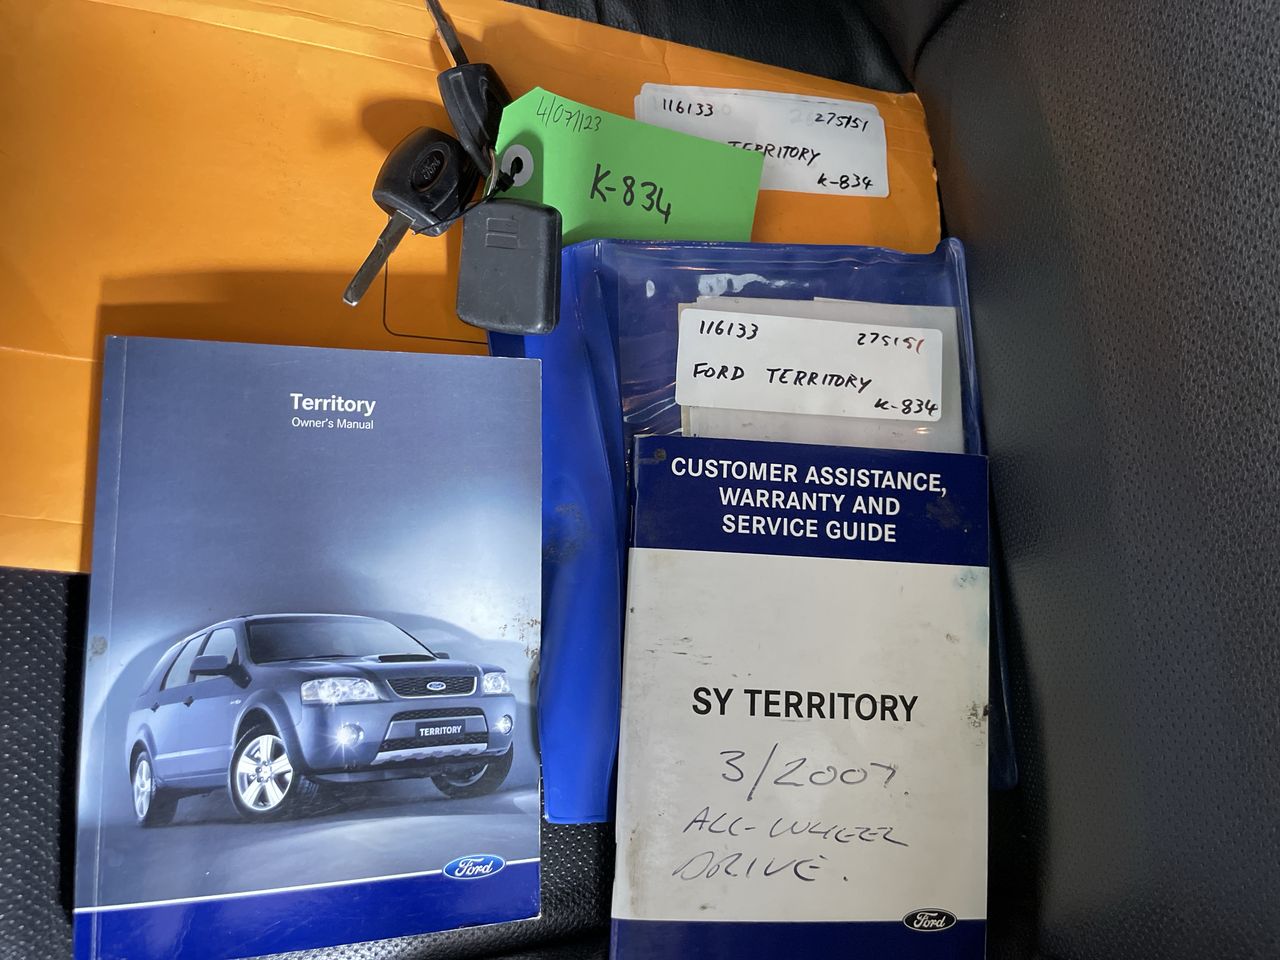 4/07/123
K-834
116133 275151
TERRITORY
K-834
116133 275151
FORD TERRITORY
K-834
Territory
Owner's Manual
TERRITORY
Ford
CUSTOMER ASSISTANCE,
WARRANTY AND
SERVICE GUIDE
SY TERRITORY
3/2007
ALL-WHEEL
DRIVE.
Ford